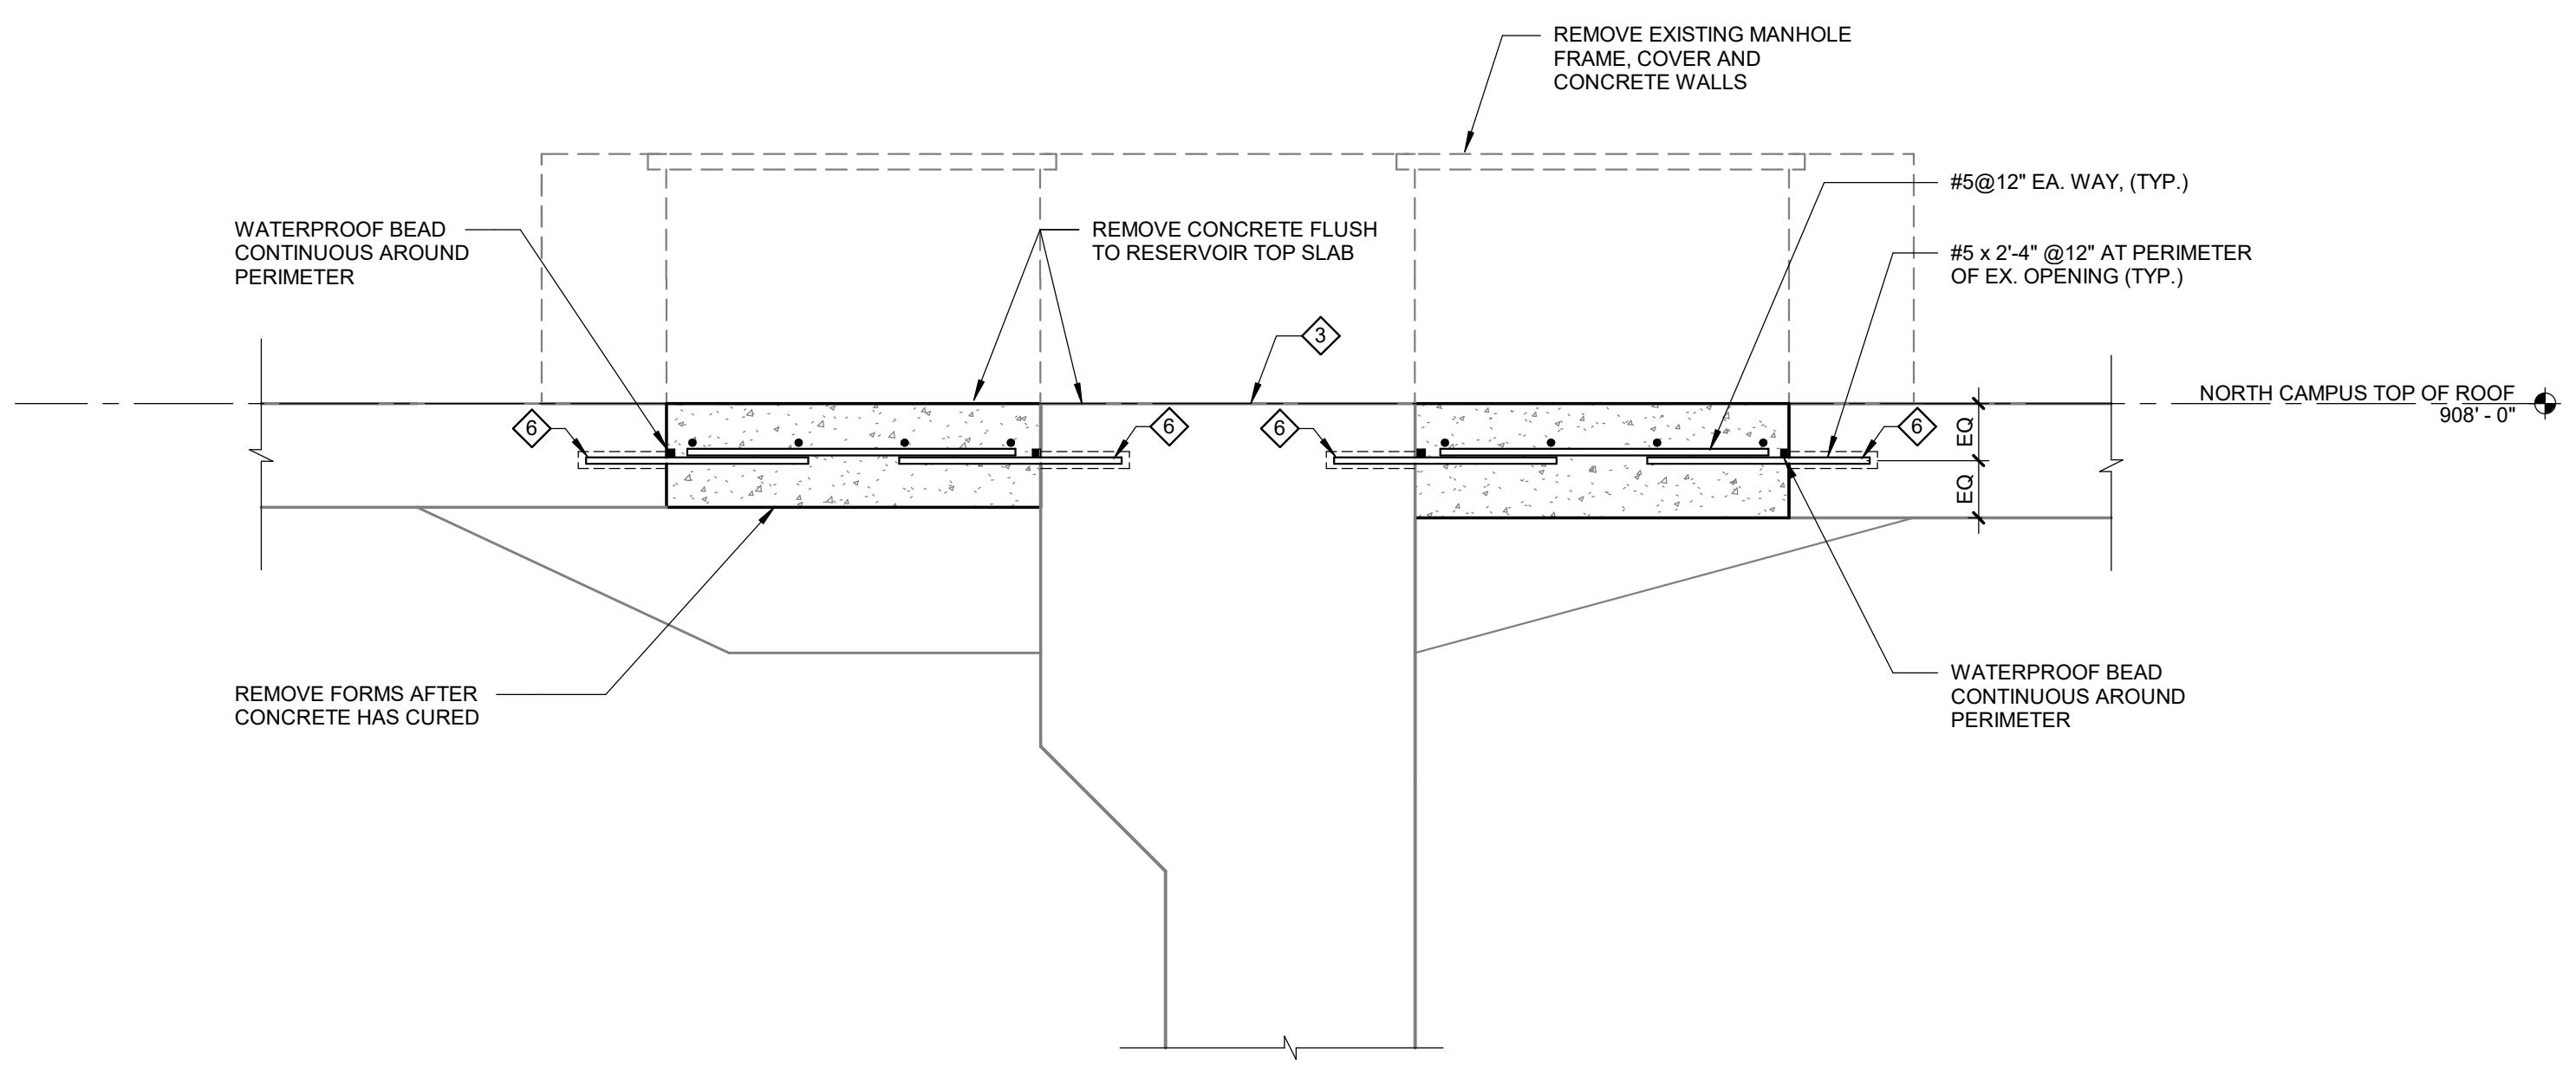 REMOVE EXISTING MANHOLE
FRAME, COVER AND
CONCRETE WALLS
#5@12" EA. WAY, (TYP.)
WATERPROOF BEAD
CONTINUOUS AROUND
PERIMETER
REMOVE CONCRETE FLUSH
TO RESERVOIR TOP SLAB
#5 x 2'-4" @12" AT PERIMETER
OF EX. OPENING (TYP.)
3
NORTH CAMPUS TOP OF ROOF
908' - 0"
6
6
6
6
EQ
EQ
REMOVE FORMS AFTER
CONCRETE HAS CURED
WATERPROOF BEAD
CONTINUOUS AROUND
PERIMETER